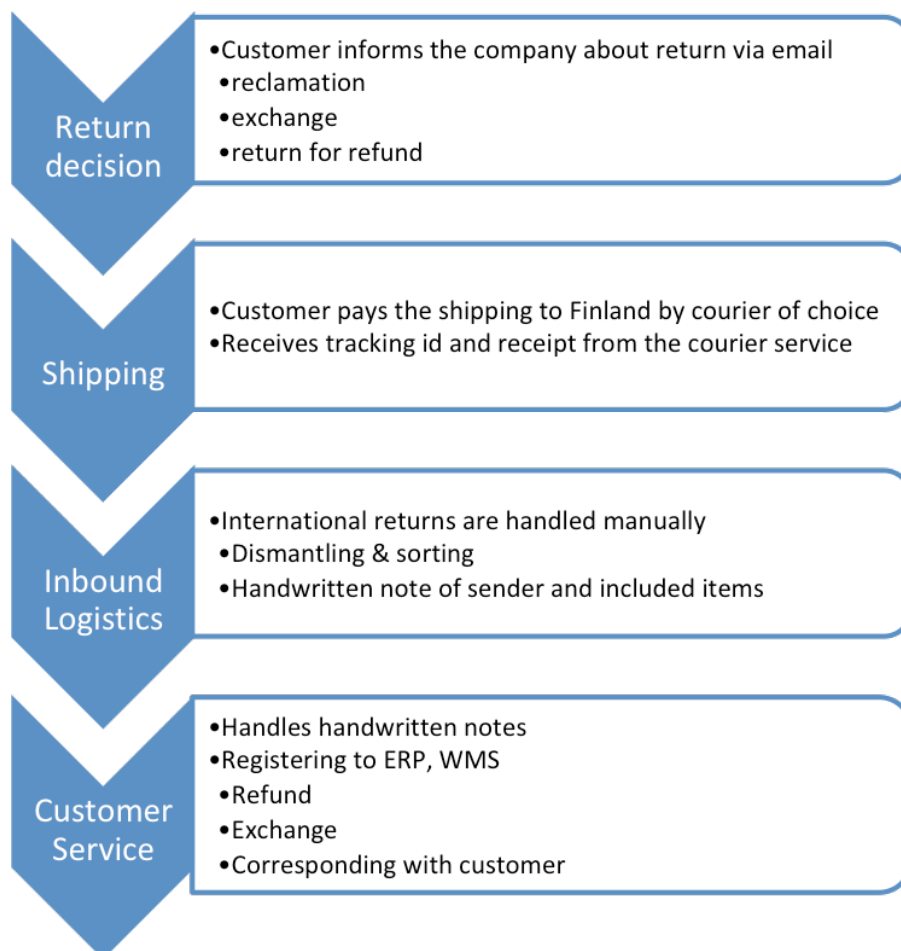 Return
decision
•Customer informs the company about return via email
•reclamation
•exchange
•return for refund
Shipping
•Customer pays the shipping to Finland by courier of choice
•Receives tracking id and receipt from the courier service
Inbound
Logistics
•International returns are handled manually
•Dismantling & sorting
•Handwritten note of sender and included items
Customer
Service
•Handles handwritten notes
•Registering to ERP, WMS
•Refund
•Exchange
•Corresponding with customer